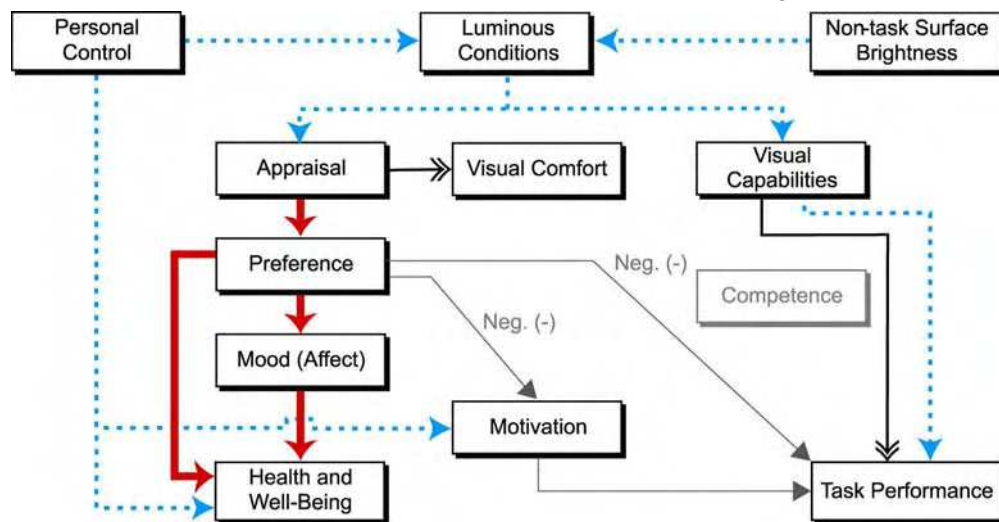 Personal
Control
Luminous
Conditions
Non-task Surface
Brightness
Appraisal
Visual Comfort
Visual
Capabilities
Preference
Neg. (-)
Competence
Neg. (-)
Mood (Affect)
Motivation
Health and
Well-Being
Task Performance